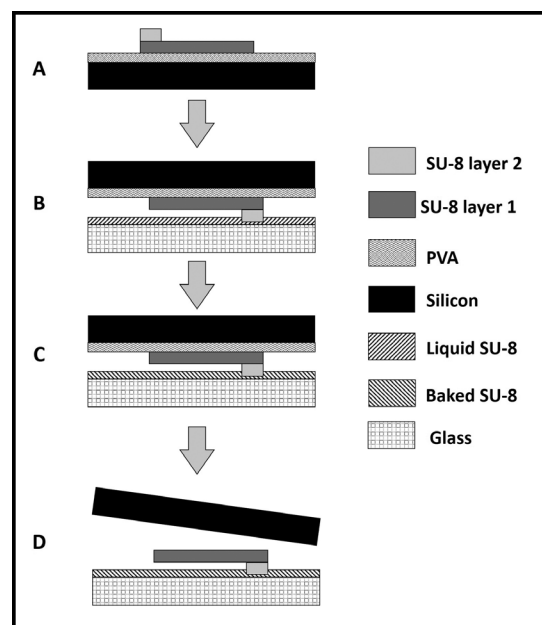 A
B
C
D
SU-8 layer 2
SU-8 layer 1
PVA
Silicon
Liquid SU-8
Baked SU-8
Glass